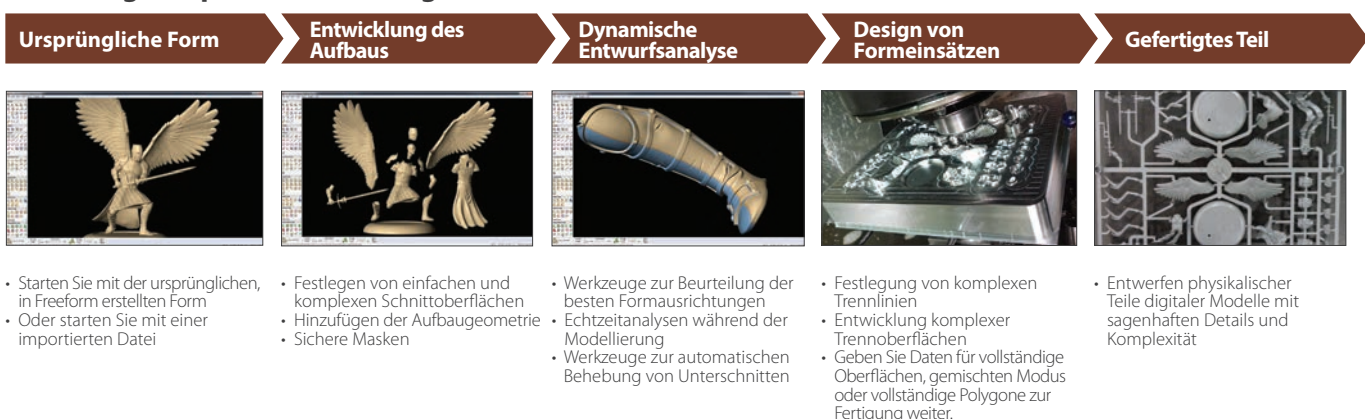 Ursprüngliche Form
Entwicklung des
Aufbaus
Dynamische
Entwurfsanalyse
Design von
Formeinsätzen
Gefertigtes Teil
• Starten Sie mit der ursprünglichen,
in Freeform erstellten Form
• Oder starten Sie mit einer
importierten Datei
• Festlegen von einfachen und
komplexen Schnittoberflächen
• Hinzufügen der Aufbaugeometrie
• Sichere Masken
• Werkzeuge zur Beurteilung der
besten Formausrichtungen
• Echtzeitanalysen während der
Modellierung
• Werkzeuge zur automatischen
Behebung von Unterschnitten
• Festlegung von komplexen
Trennlinien
• Entwicklung komplexer
Trennoberflächen
• Geben Sie Daten für vollständige
Oberflächen, gemischten Modus
oder vollständige Polygone zur
Fertigung weiter.
• Entwerfen physikalischer
Teile digitaler Modelle mit
sagenhaften Details und
Komplexität